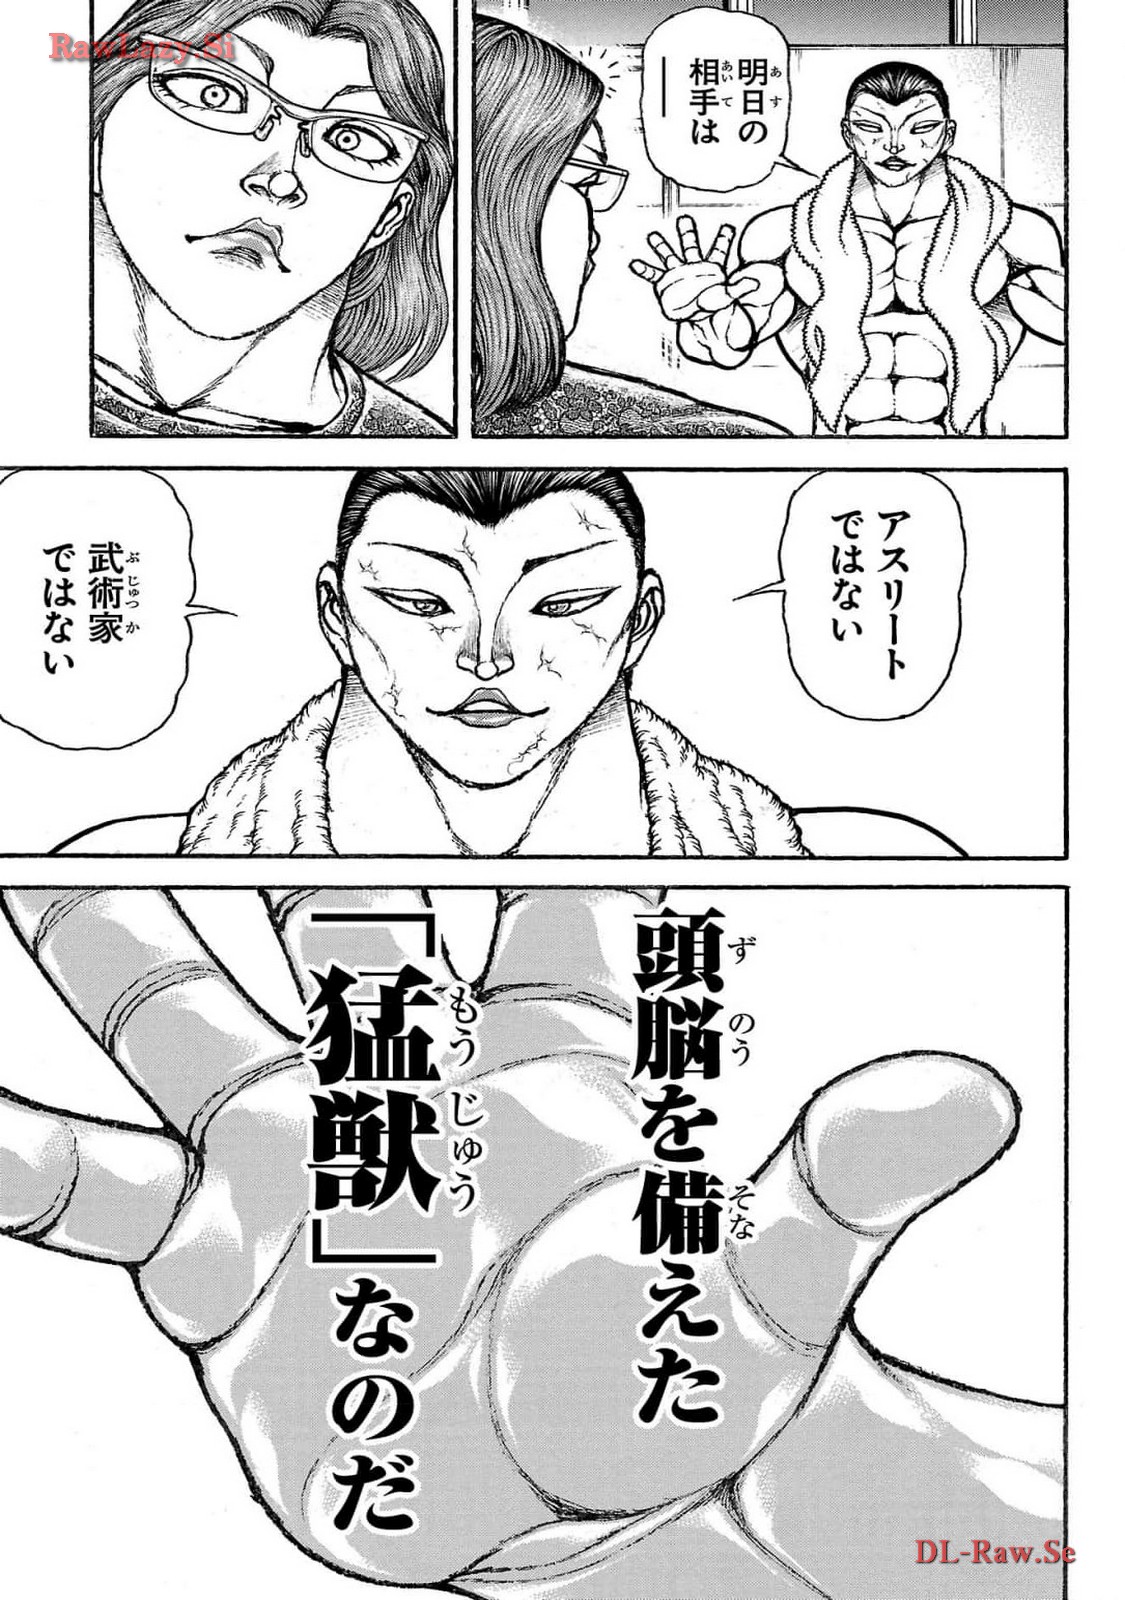 RawLazy.Si
明日の
相手は
――
アスリート
ではない
武術家
ではない
頭脳を備えた
「猛獣」なのだ
DL-Raw.Se